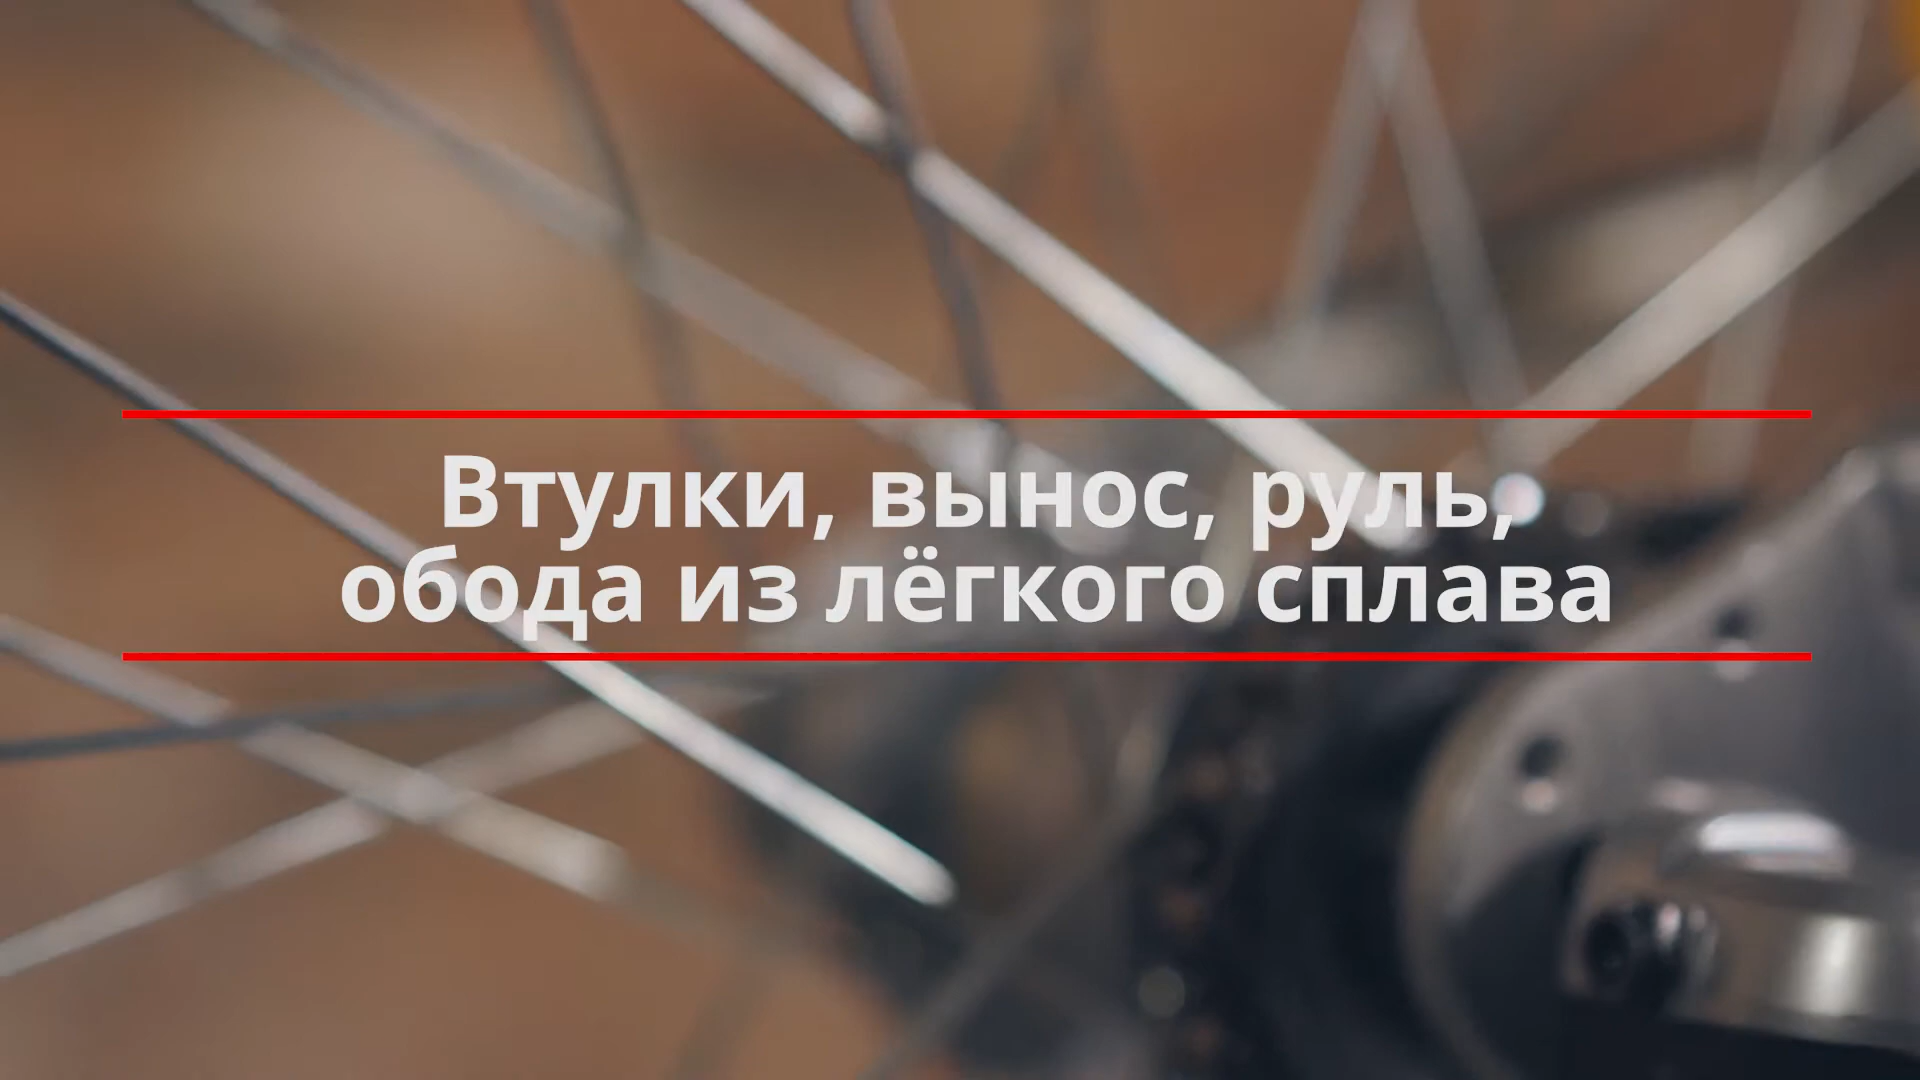 Втулки, вынос, руль,
обода из лёгкого сплава